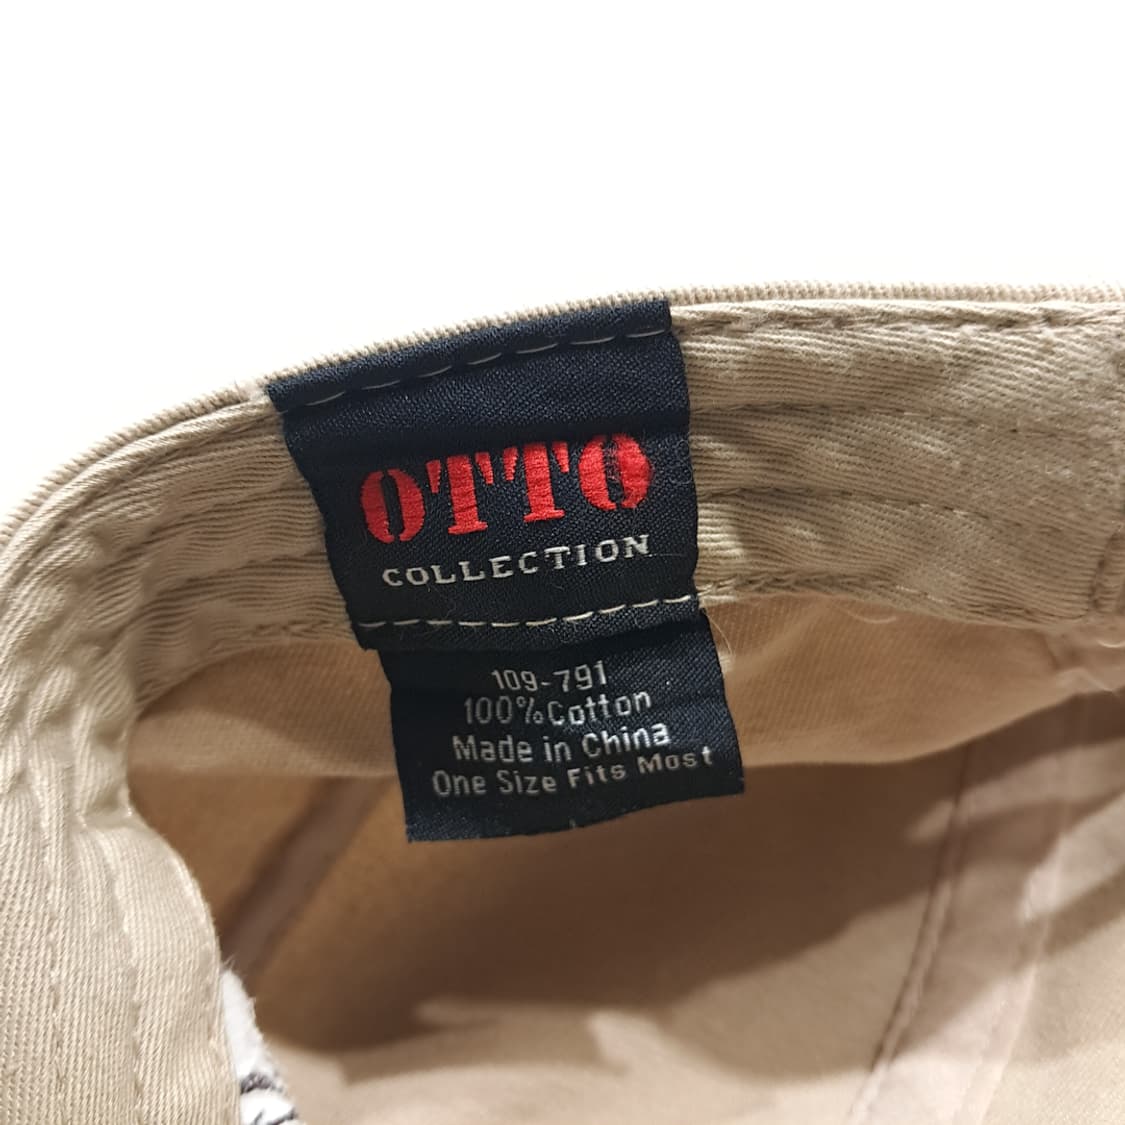 OTTO
COLLECTION
109-791
100%Cotton
Made in China
One Size Fits Most